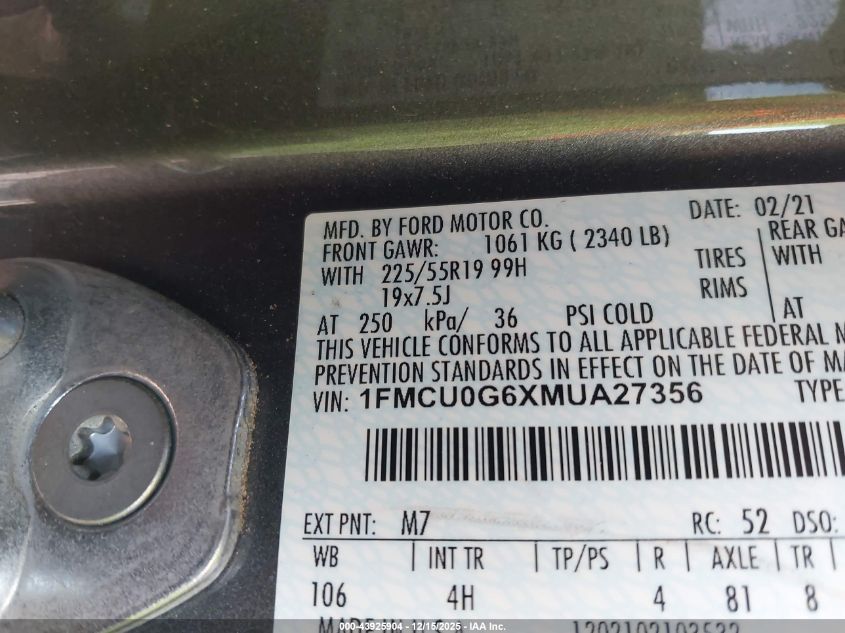 MFD. BY FORD MOTOR CO. DATE: 02/21
FRONT GAWR: 1061 KG ( 2340 LB) REAR GA
WITH 225/55R19 99H TIRES WITH
19x7.5J RIMS
AT 250 kPa/ 36 PSI COLD AT
THIS VEHICLE CONFORMS TO ALL APPLICABLE FEDERAL M
PREVENTION STANDARDS IN EFFECT ON THE DATE OF MA
VIN: 1FMCU0G6XMUA27356 TYPE
EXT PNT: M7 RC: 52 DSO:
WB INT TR TP/PS R AXLE TR
106 4H 4 81 8
000-43925904 - 12/15/2025 - IAA Inc.